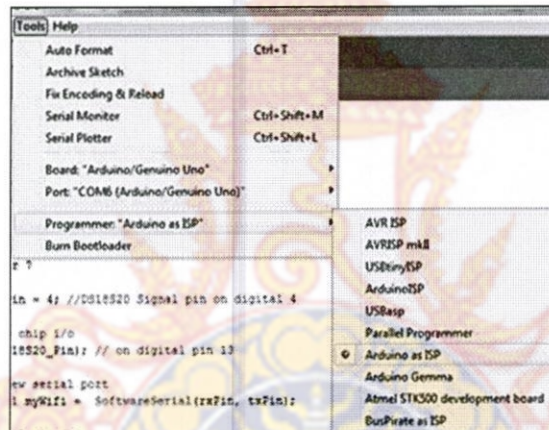 Tools Help
Auto Format Ctrl+T
Archive Sketch
Fix Encoding & Reload
Serial Monitor Ctrl+Shift+M
Serial Plotter Ctrl+Shift+L
Board: "Arduino/Genuino Uno"
Port: "COM6 (Arduino/Genuino Uno)"
Programmer: "Arduino as ISP"
Burn Bootloader
AVR ISP
AVRISP mkII
USBtinyISP
ArduinoISP
USBasp
Parallel Programmer
Arduino as ISP
Arduino Gemma
Atmel STK500 development board
BusPirate as ISP
r 7
in = 4; //DS18S20 Signal pin on digital 4
chip i/o
18S20_Pin); // on digital pin 13
ew serial port
l myWifi = SoftwareSerial(rxPin, txPin);